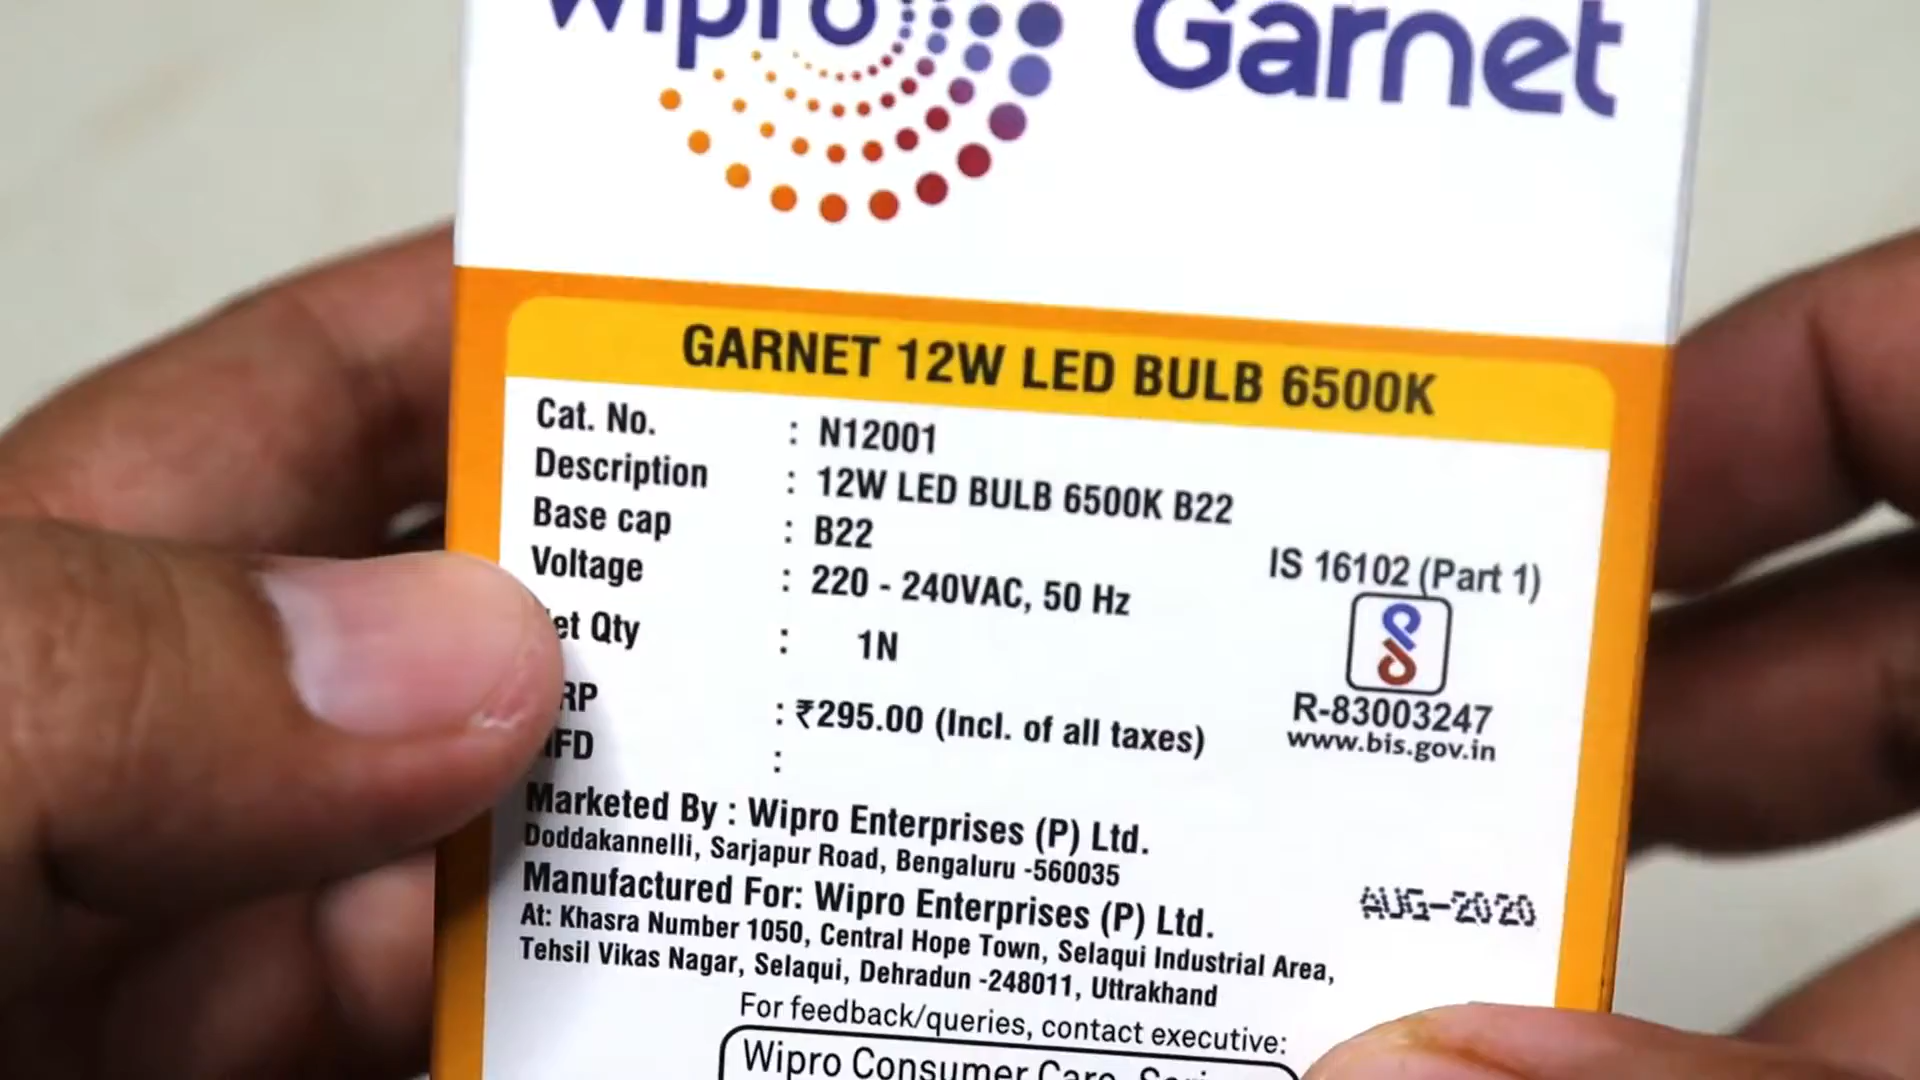 wipro Garnet
GARNET 12W LED BULB 6500K
Cat. No. : N12001
Description : 12W LED BULB 6500K B22
Base cap : B22
Voltage : 220 - 240VAC, 50 Hz
IS 16102 (Part 1)
et Qty : 1N
R-83003247
www.bis.gov.in
RP : ₹295.00 (Incl. of all taxes)
FD :
Marketed By : Wipro Enterprises (P) Ltd.
Doddakannelli, Sarjapur Road, Bengaluru -560035
Manufactured For: Wipro Enterprises (P) Ltd.
AUG-2020
At: Khasra Number 1050, Central Hope Town, Selaqui Industrial Area,
Tehsil Vikas Nagar, Selaqui, Dehradun -248011, Uttrakhand
For feedback/queries, contact executive:
Wipro Consumer Care